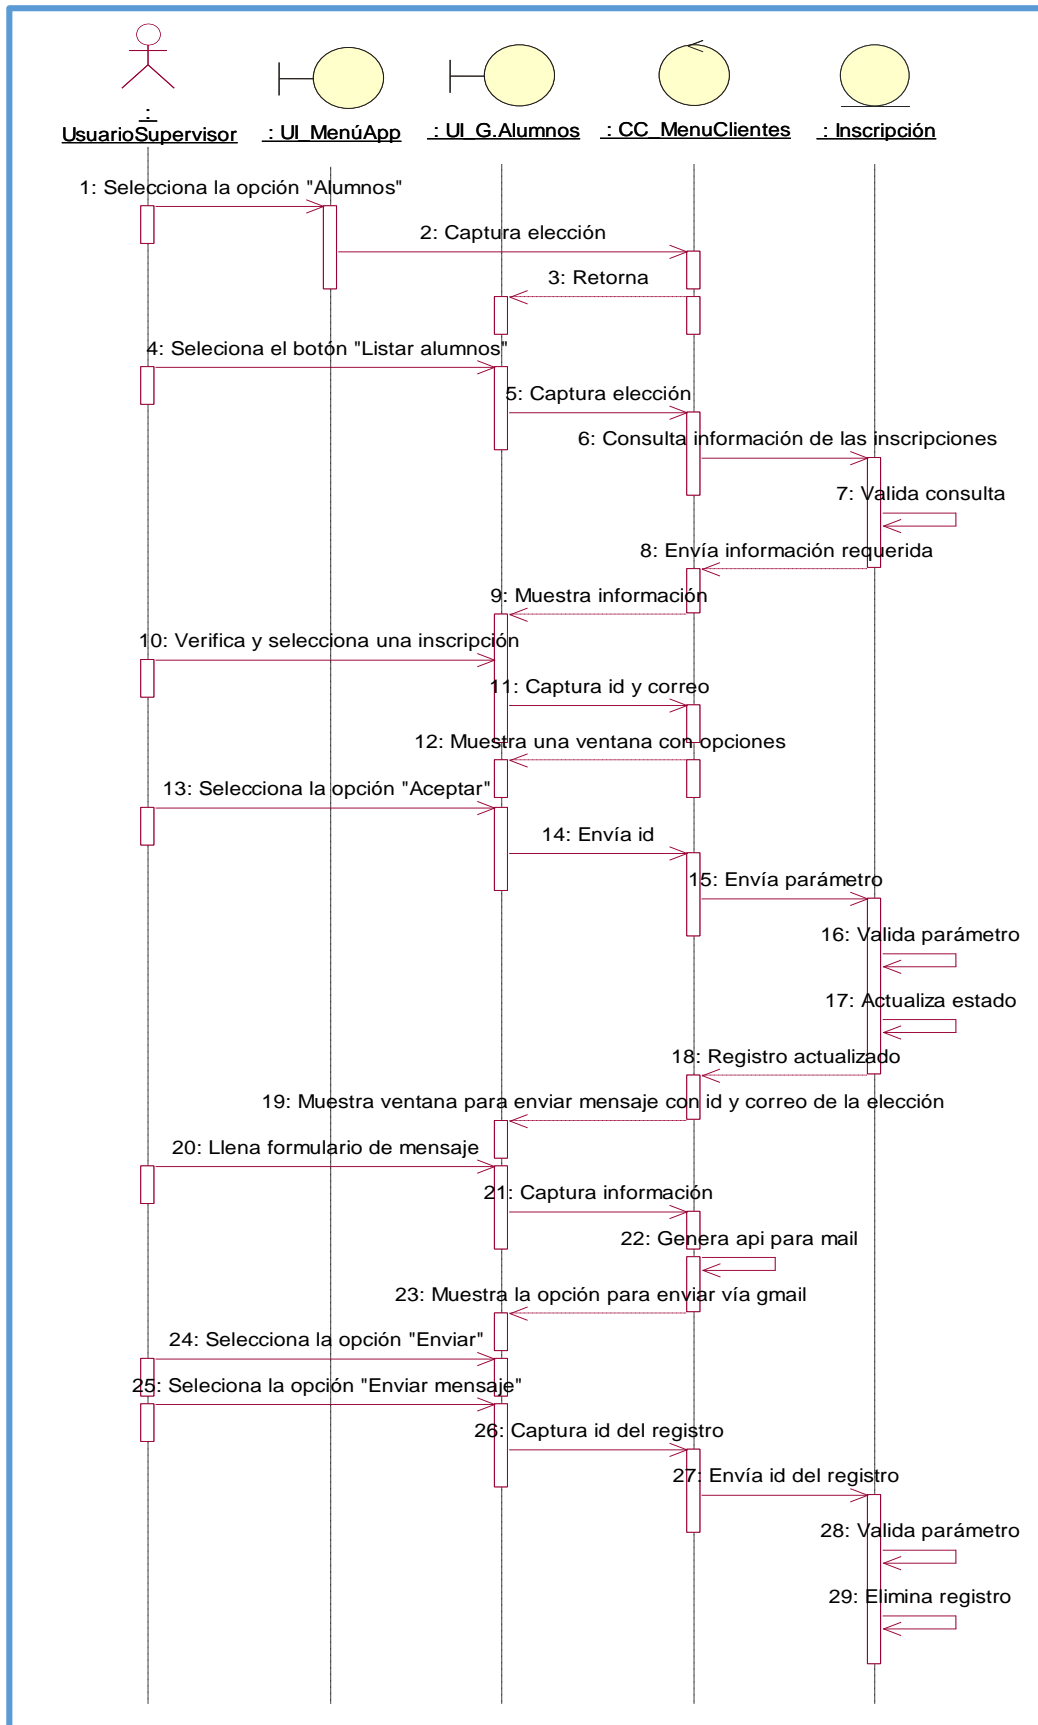 :
UsuarioSupervisor
: UI_MenúApp
: UI_G.Alumnos
: CC_MenuClientes
: Inscripción
1: Selecciona la opción "Alumnos"
2: Captura elección
3: Retorna
4: Seleciona el botón "Listar alumnos"
5: Captura elección
6: Consulta información de las inscripciones
7: Valida consulta
8: Envía información requerida
9: Muestra información
10: Verifica y selecciona una inscripción
11: Captura id y correo
12: Muestra una ventana con opciones
13: Selecciona la opción "Aceptar"
14: Envía id
15: Envía parámetro
16: Valida parámetro
17: Actualiza estado
18: Registro actualizado
19: Muestra ventana para enviar mensaje con id y correo de la elección
20: Llena formulario de mensaje
21: Captura información
22: Genera api para mail
23: Muestra la opción para enviar vía gmail
24: Selecciona la opción "Enviar"
25: Seleciona la opción "Enviar mensaje"
26: Captura id del registro
27: Envía id del registro
28: Valida parámetro
29: Elimina registro